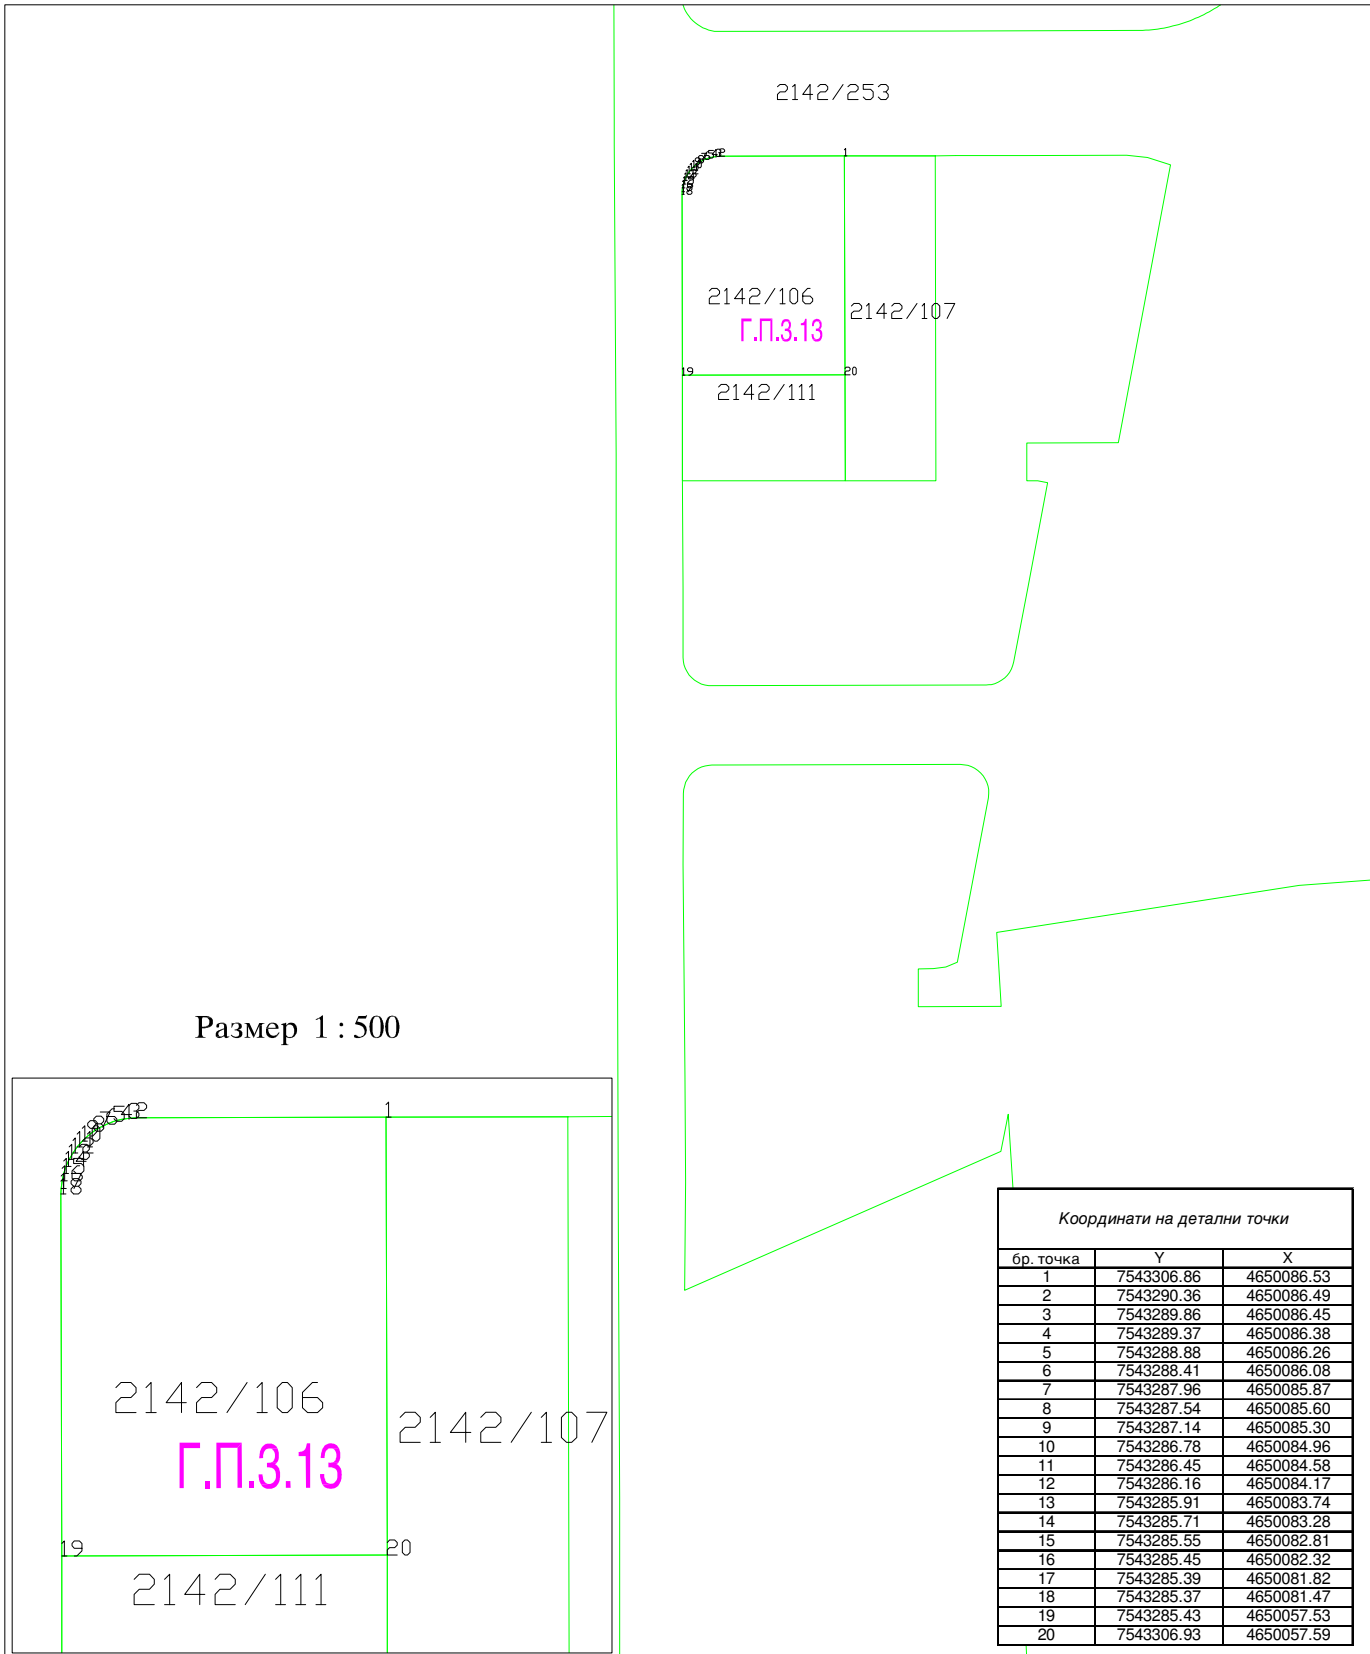 2142/253
1
2142/106
2142/107
Г.П.3.13
19
20
2142/111
Размер 1 : 500
1
2142/106
2142/107
Г.П.3.13
19
20
2142/111
Координати на детални точки
бр. точка Y X
1 7543306.86 4650086.53
2 7543290.36 4650086.49
3 7543289.86 4650086.45
4 7543289.37 4650086.38
5 7543288.88 4650086.26
6 7543288.41 4650086.08
7 7543287.96 4650085.87
8 7543287.54 4650085.60
9 7543287.14 4650085.30
10 7543286.78 4650084.96
11 7543286.45 4650084.58
12 7543286.16 4650084.17
13 7543285.91 4650083.74
14 7543285.71 4650083.28
15 7543285.55 4650082.81
16 7543285.45 4650082.32
17 7543285.39 4650081.82
18 7543285.37 4650081.47
19 7543285.43 4650057.53
20 7543306.93 4650057.59